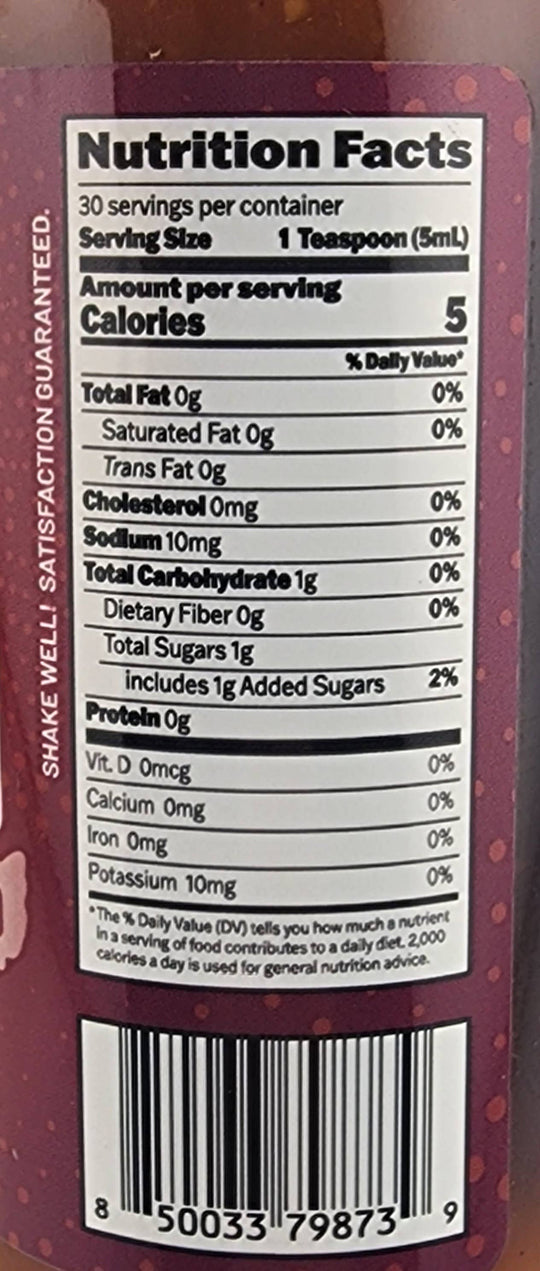 SHAKE WELL! SATISFACTION GUARANTEED.
Nutrition Facts
30 servings per container
Serving Size 1 Teaspoon (5mL)
Amount per serving
Calories 5
% Daily Value*
Total Fat 0g 0%
Saturated Fat 0g 0%
Trans Fat 0g
Cholesterol 0mg 0%
Sodium 10mg 0%
Total Carbohydrate 1g 0%
Dietary Fiber 0g 0%
Total Sugars 1g
includes 1g Added Sugars 2%
Protein 0g
Vit. D 0mcg 0%
Calcium 0mg 0%
Iron 0mg 0%
Potassium 10mg 0%
*The % Daily Value (DV) tells you how much a nutrient
in a serving of food contributes to a daily diet. 2,000
calories a day is used for general nutrition advice.
8 50033 79873 9